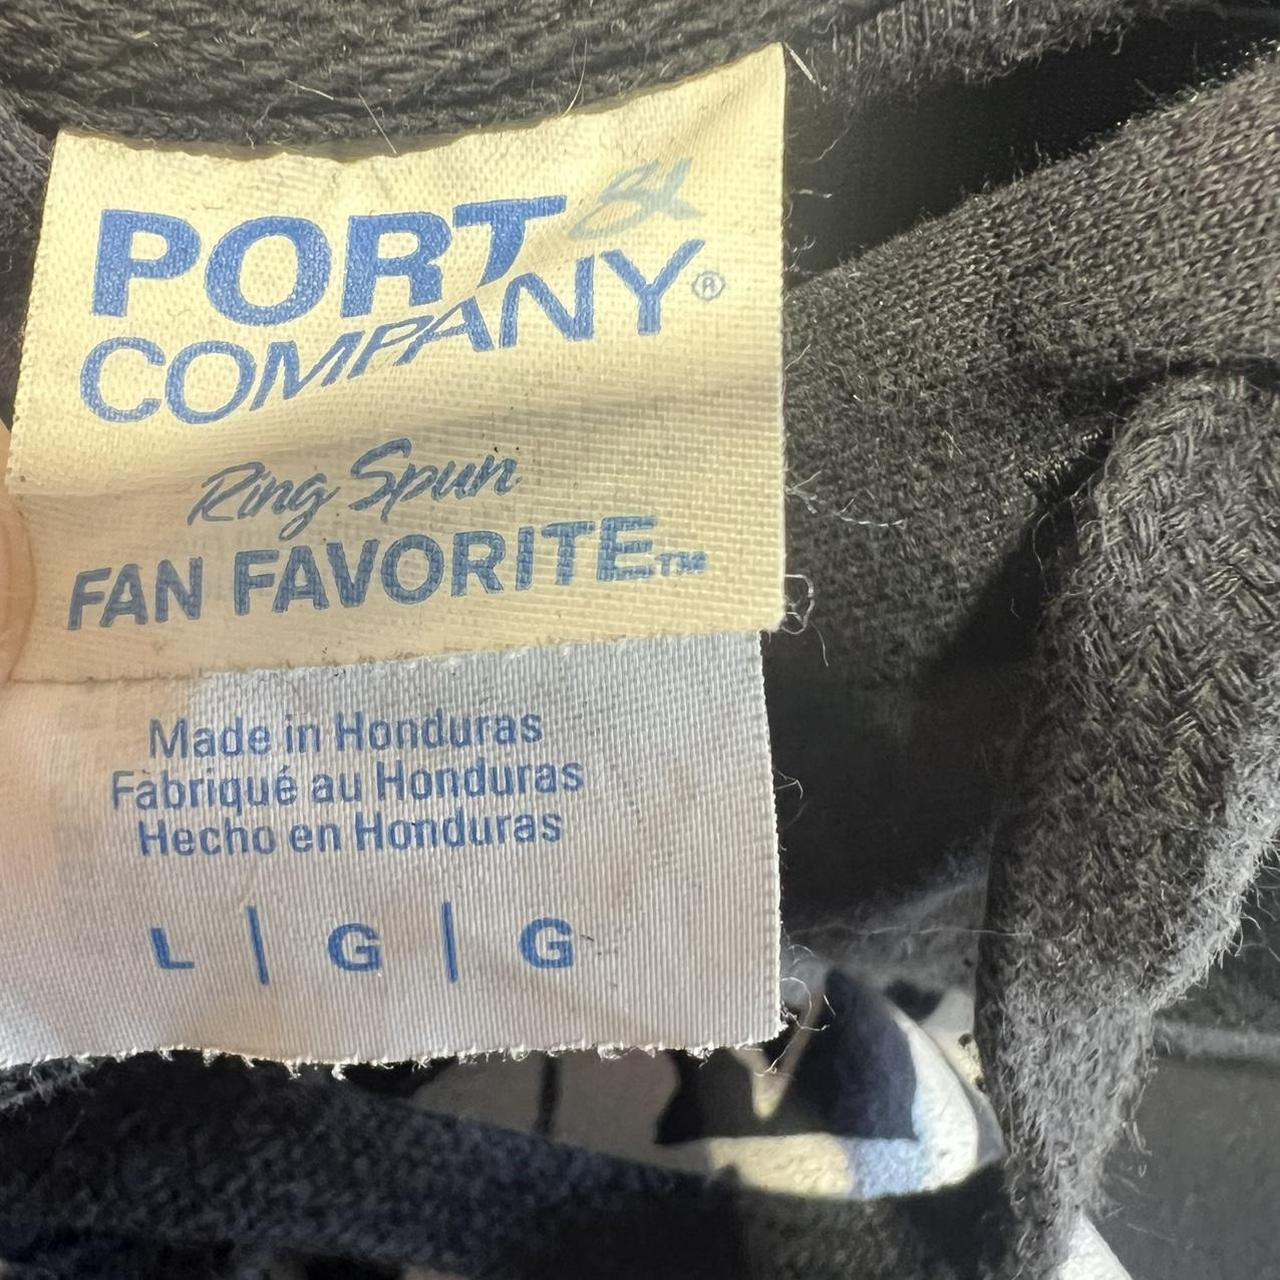 PORT &
COMPANY®
Ring Spun
FAN FAVORITE™
Made in Honduras
Fabriqué au Honduras
Hecho en Honduras
L | G | G